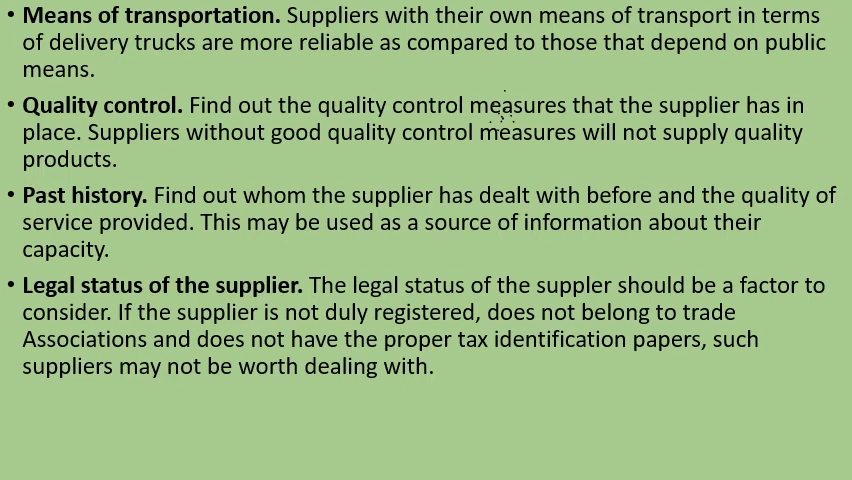 • Means of transportation. Suppliers with their own means of transport in terms
of delivery trucks are more reliable as compared to those that depend on public
means.
• Quality control. Find out the quality control measures that the supplier has in
place. Suppliers without good quality control measures will not supply quality
products.
• Past history. Find out whom the supplier has dealt with before and the quality of
service provided. This may be used as a source of information about their
capacity.
• Legal status of the supplier. The legal status of the suppler should be a factor to
consider. If the supplier is not duly registered, does not belong to trade
Associations and does not have the proper tax identification papers, such
suppliers may not be worth dealing with.